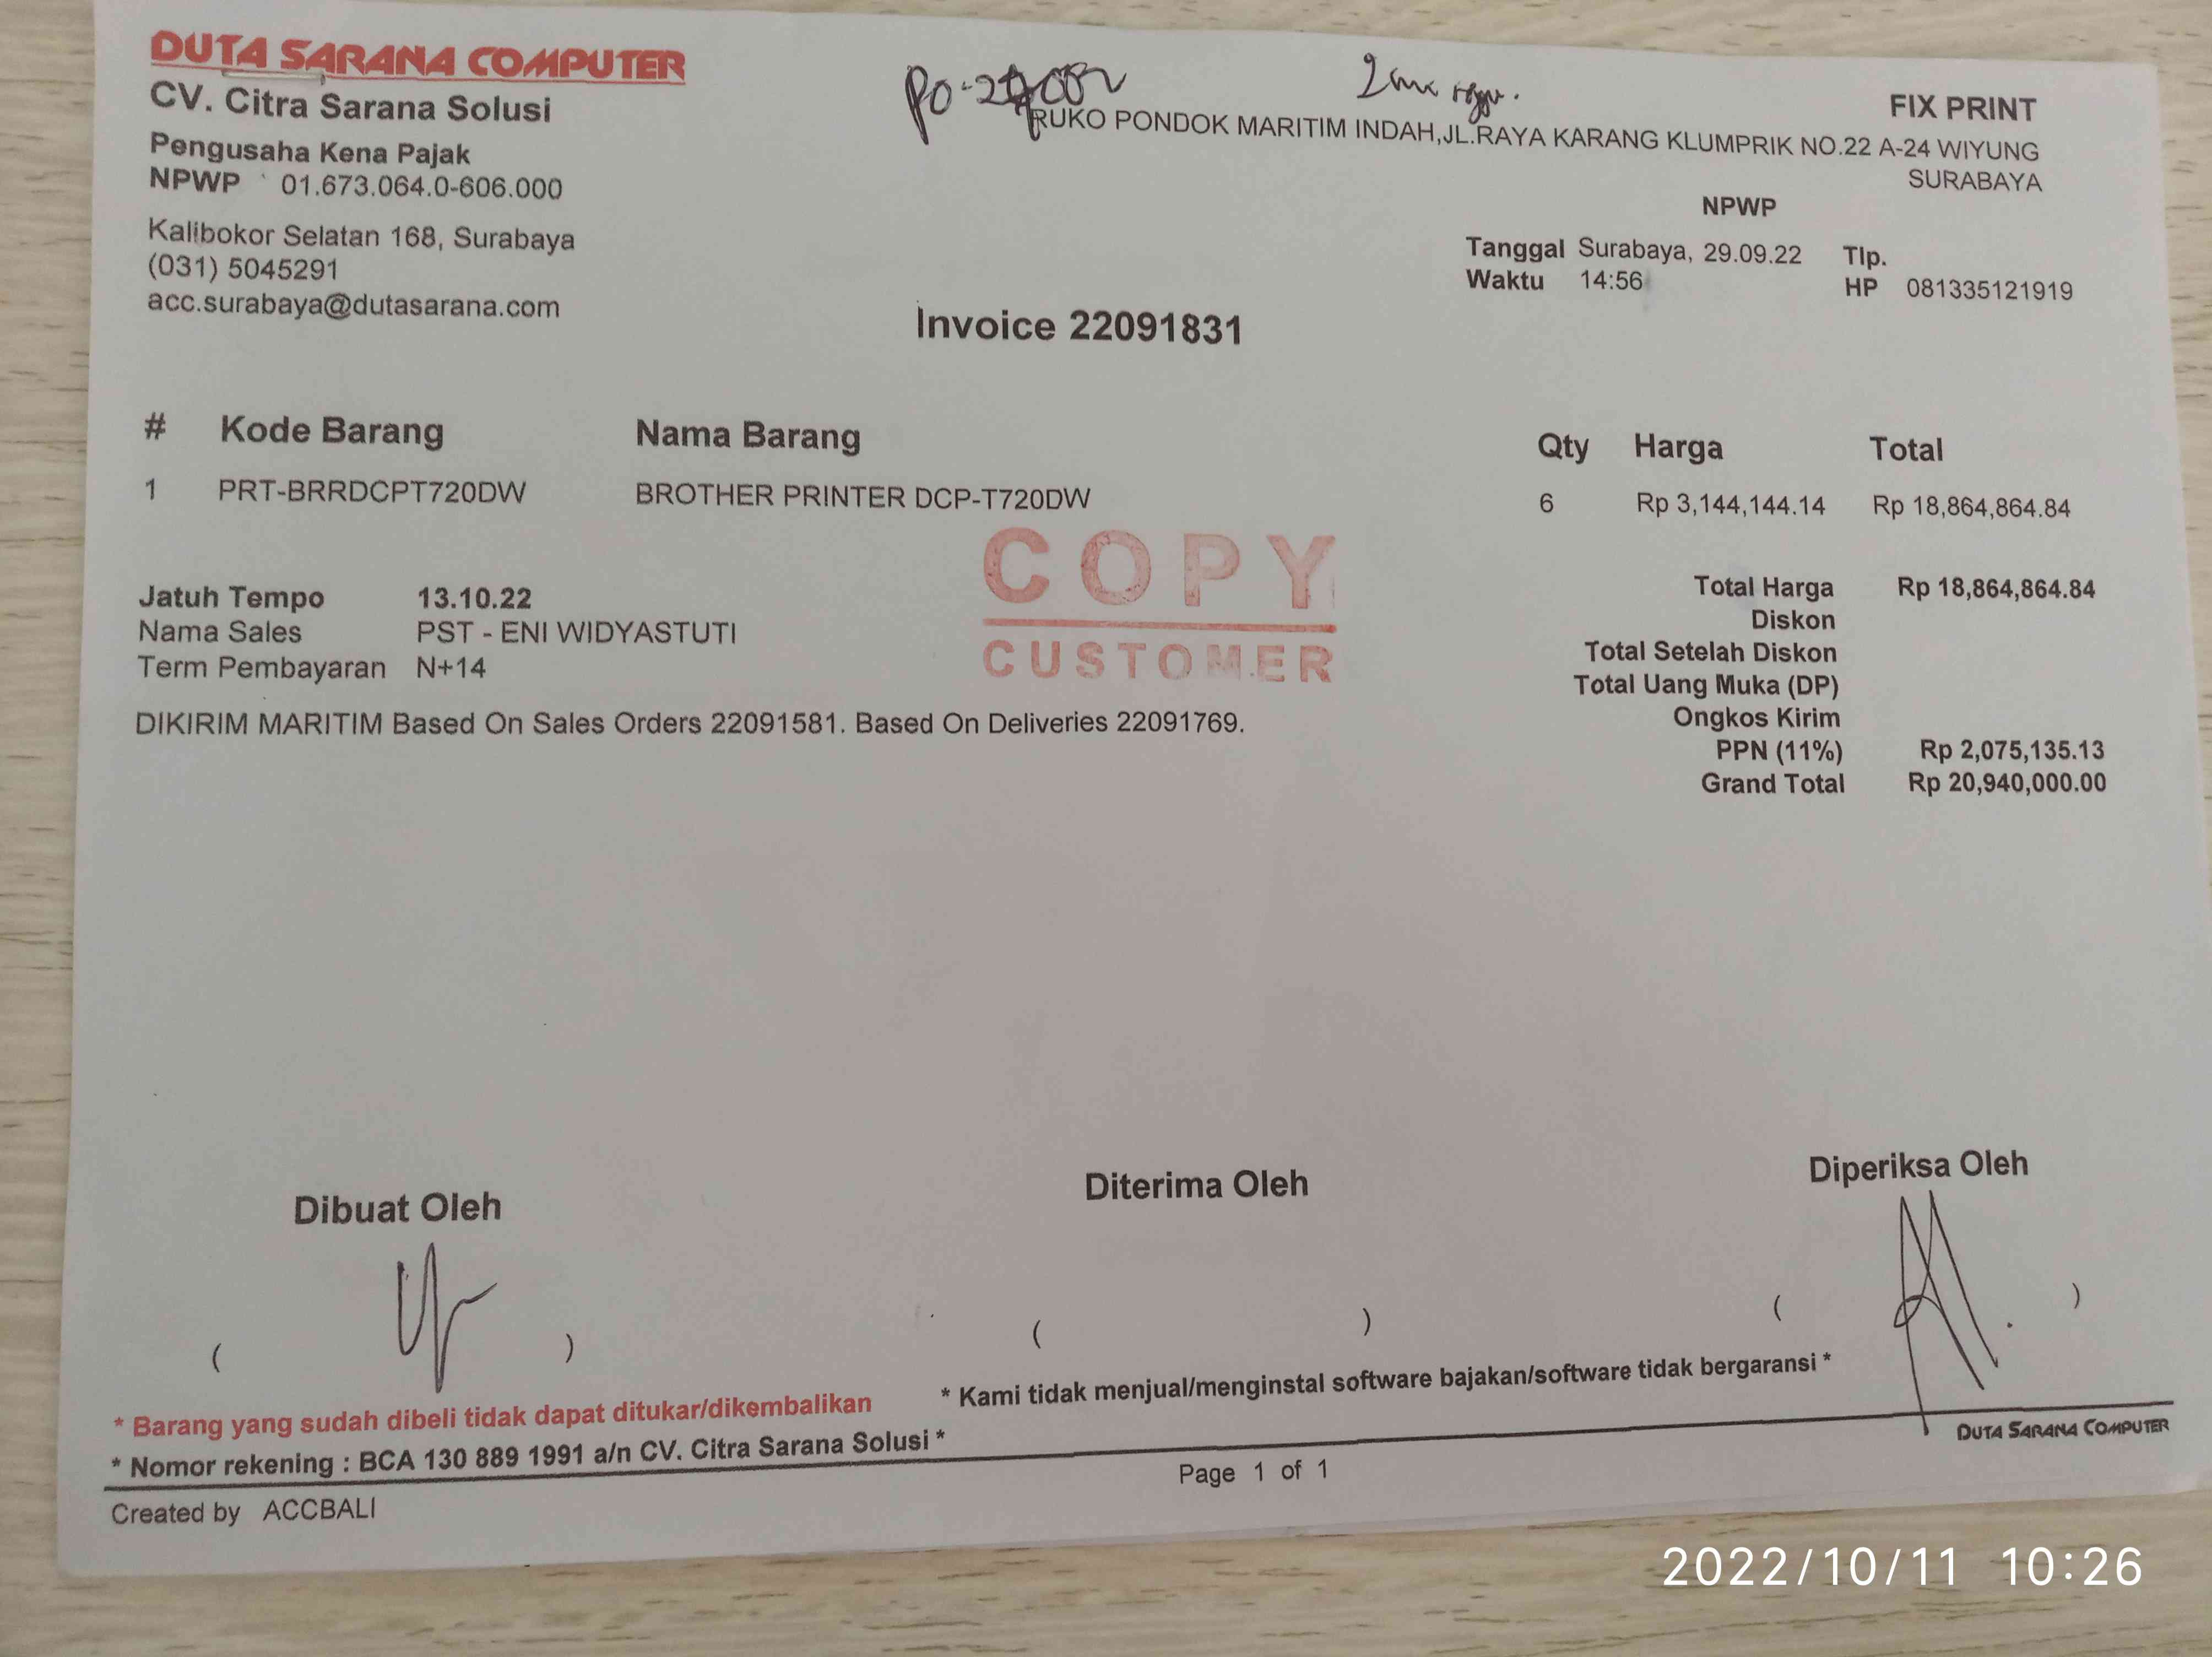 DUTA SARANA COMPUTER
CV. Citra Sarana Solusi
Pengusaha Kena Pajak
NPWP 01.673.064.0-606.000
Kalibokor Selatan 168, Surabaya
(031) 5045291
acc.surabaya@dutasarana.com
FIX PRINT
RUKO PONDOK MARITIM INDAH,JL.RAYA KARANG KLUMPRIK NO.22 A-24 WIYUNG
SURABAYA
NPWP
Tanggal Surabaya, 29.09.22 Tlp.
Waktu 14:56 HP 081335121919
Invoice 22091831
# Kode Barang Nama Barang Qty Harga Total
1 PRT-BRRDCPT720DW BROTHER PRINTER DCP-T720DW 6 Rp 3,144,144.14 Rp 18,864,864.84
COPY
CUSTOMER
Jatuh Tempo 13.10.22
Nama Sales PST - ENI WIDYASTUTI
Term Pembayaran N+14
DIKIRIM MARITIM Based On Sales Orders 22091581. Based On Deliveries 22091769.
Total Harga Rp 18,864,864.84
Diskon
Total Setelah Diskon
Total Uang Muka (DP)
Ongkos Kirim
PPN (11%) Rp 2,075,135.13
Grand Total Rp 20,940,000.00
Dibuat Oleh Diterima Oleh Diperiksa Oleh
( ) ( ) ( )
* Barang yang sudah dibeli tidak dapat ditukar/dikembalikan * Kami tidak menjual/menginstal software bajakan/software tidak bergaransi *
* Nomor rekening : BCA 130 889 1991 a/n CV. Citra Sarana Solusi *
DUTA SARANA COMPUTER
Created by ACCBALI Page 1 of 1
2022/10/11 10:26